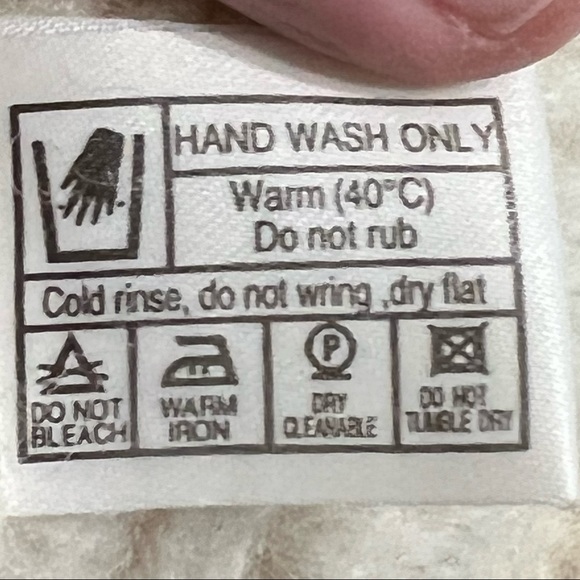 HAND WASH ONLY
Warm (40°C)
Do not rub
Cold rinse, do not wring ,dry flat
DO NOT
BLEACH
WARM
IRON
P
DRY
CLEANABLE
DO NOT
TUMBLE DRY